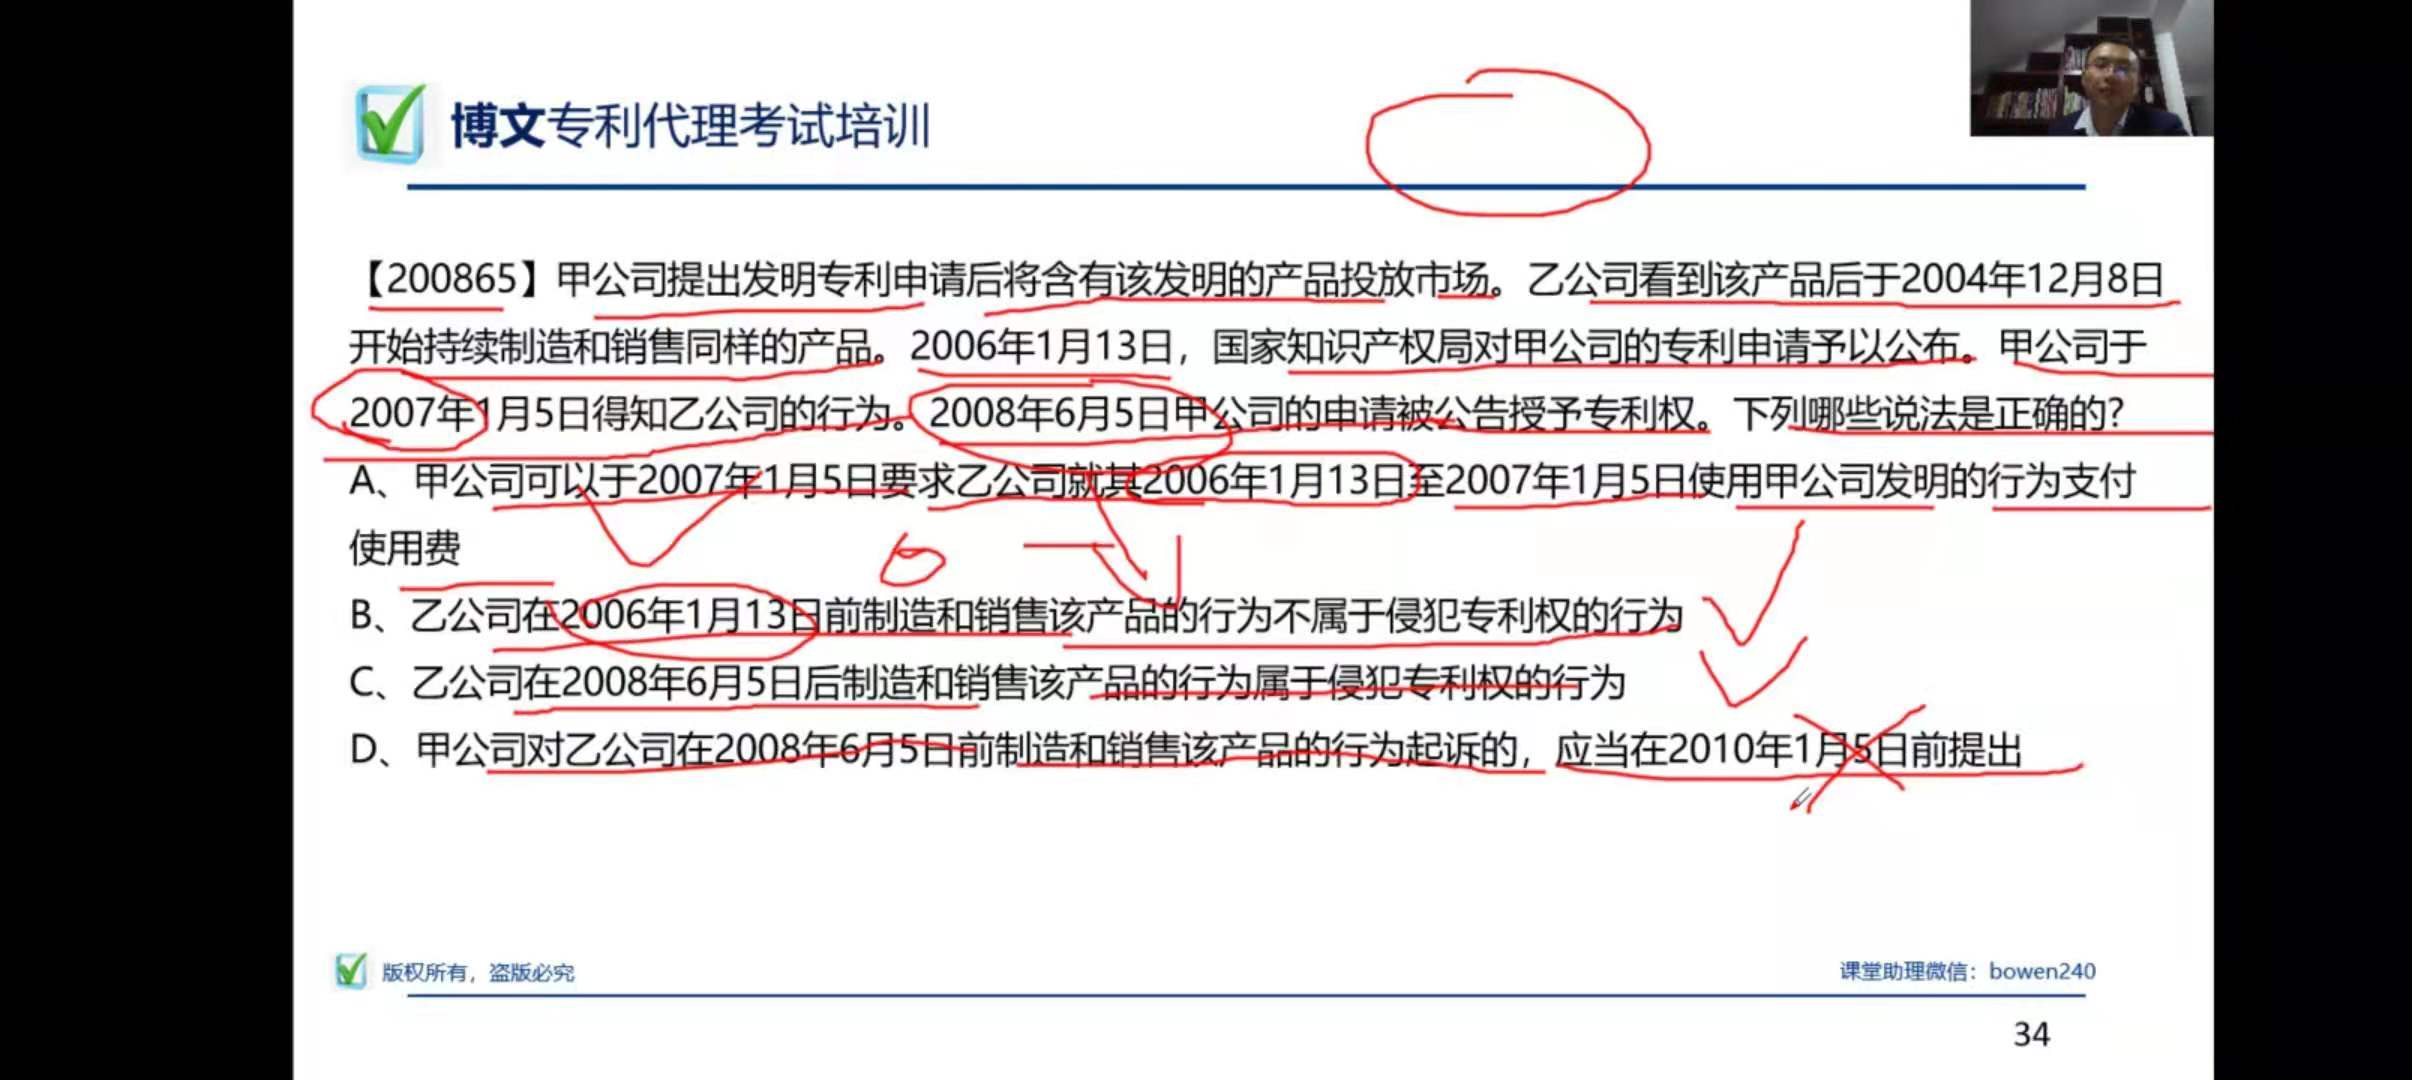 博文专利代理考试培训
【200865】甲公司提出发明专利申请后将含有该发明的产品投放市场。乙公司看到该产品后于2004年12月8日
开始持续制造和销售同样的产品。2006年1月13日，国家知识产权局对甲公司的专利申请予以公布。甲公司于
2007年1月5日得知乙公司的行为。2008年6月5日甲公司的申请被公告授予专利权。下列哪些说法是正确的?
A、甲公司可以于2007年1月5日要求乙公司就其2006年1月13日至2007年1月5日使用甲公司发明的行为支付
使用费
B、乙公司在2006年1月13日前制造和销售该产品的行为不属于侵犯专利权的行为
C、乙公司在2008年6月5日后制造和销售该产品的行为属于侵犯专利权的行为
D、甲公司对乙公司在2008年6月5日前制造和销售该产品的行为起诉的，应当在2010年1月5日前提出
版权所有，盗版必究
课堂助理微信：bowen240
34